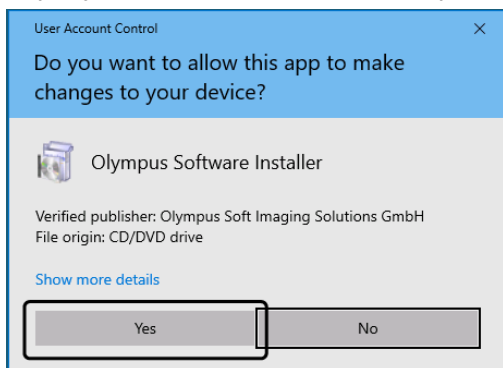 User Account Control
Do you want to allow this app to make
changes to your device?
Olympus Software Installer
Verified publisher: Olympus Soft Imaging Solutions GmbH
File origin: CD/DVD drive
Show more details
Yes
No